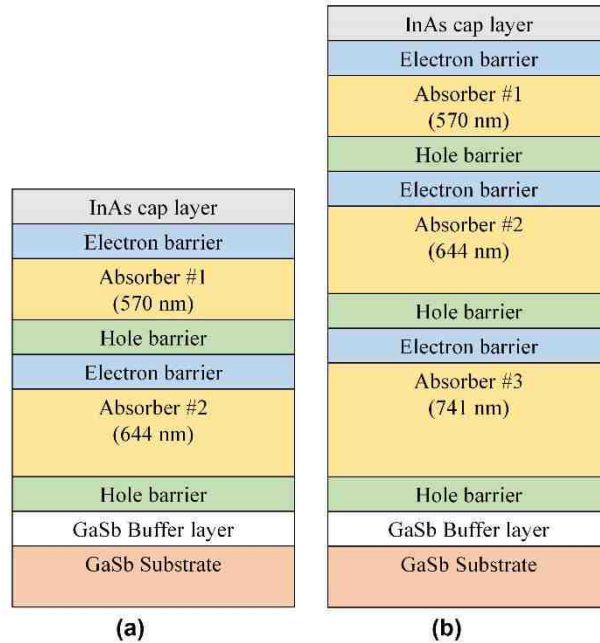 InAs cap layer
Electron barrier
Absorber #1
(570 nm)
Hole barrier
Electron barrier
Absorber #2
(644 nm)
Hole barrier
GaSb Buffer layer
GaSb Substrate
(a)
InAs cap layer
Electron barrier
Absorber #1
(570 nm)
Hole barrier
Electron barrier
Absorber #2
(644 nm)
Hole barrier
Electron barrier
Absorber #3
(741 nm)
Hole barrier
GaSb Buffer layer
GaSb Substrate
(b)